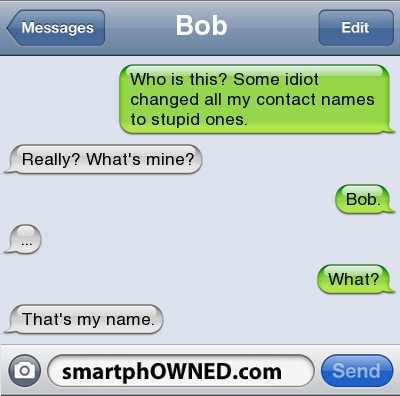 Messages
Bob
Edit
Who is this? Some idiot
changed all my contact names
to stupid ones.
Really? What's mine?
Bob.
...
What?
That's my name.
smartphOWNED.com
Send